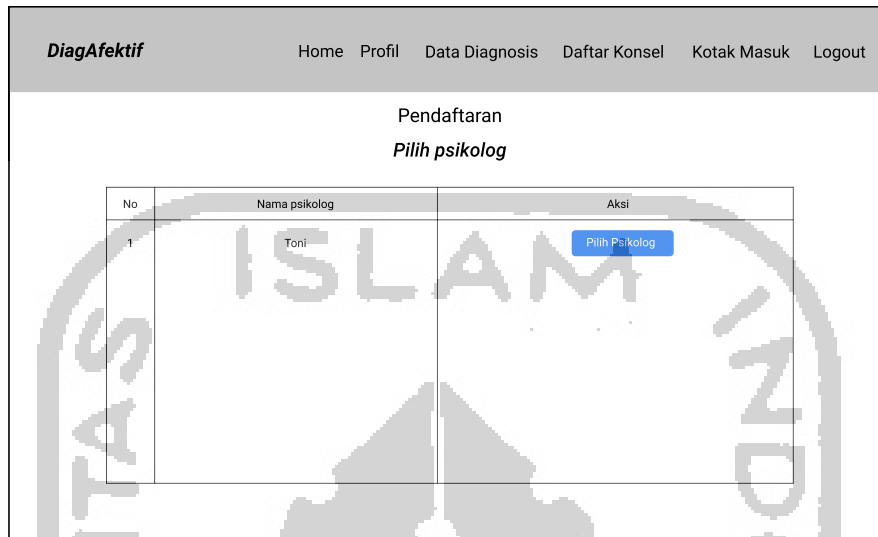 DiagAfektif Home Profil Data Diagnosis Daftar Konsel Kotak Masuk Logout
Pendaftaran
Pilih psikolog
No Nama psikolog Aksi
1 Toni Pilih Psikolog
ISLAM